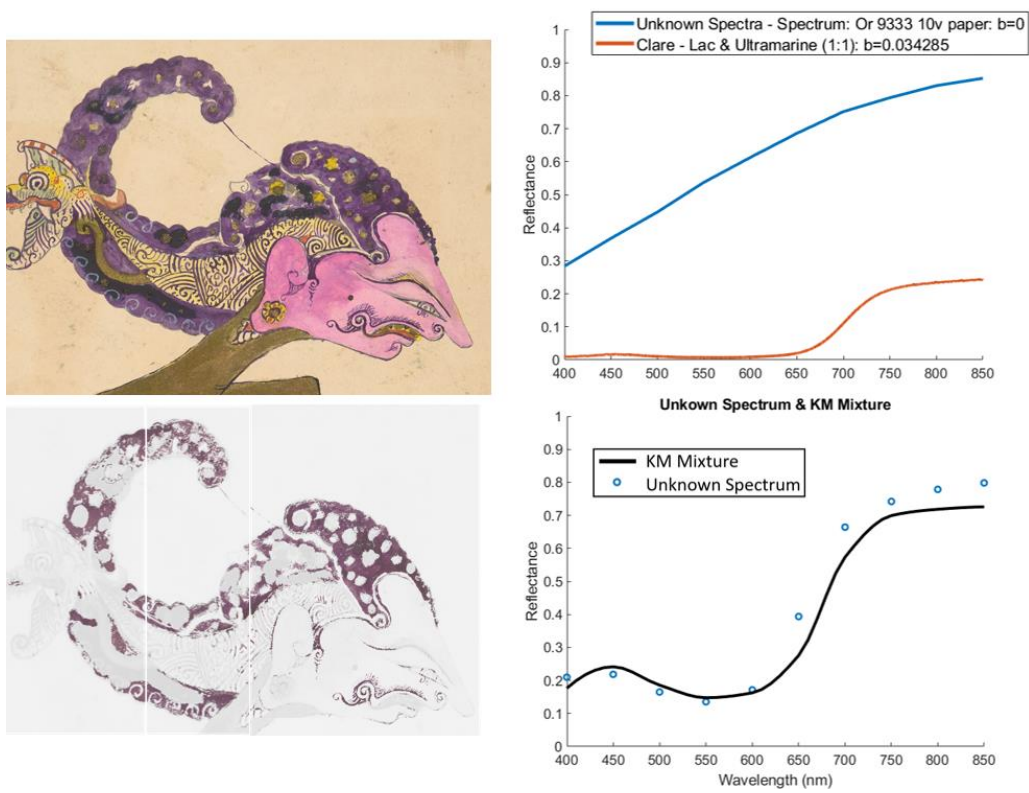 Unknown Spectra - Spectrum: Or 9333 10v paper: b=0
Clare - Lac & Ultramarine (1:1): b=0.034285
1
0.9
0.8
0.7
0.6
0.5
0.4
0.3
0.2
0.1
0
Reflectance
400 450 500 550 600 650 700 750 800 850
Unkown Spectrum & KM Mixture
KM Mixture
Unknown Spectrum
1
0.9
0.8
0.7
0.6
0.5
0.4
0.3
0.2
0.1
0
Reflectance
400 450 500 550 600 650 700 750 800 850
Wavelength (nm)